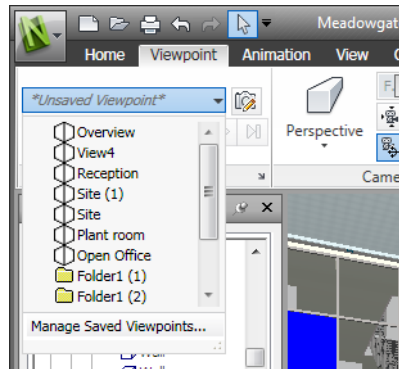 Meadowgat
Home Viewpoint Animation View
*Unsaved Viewpoint*
Perspective
Came
Overview
View4
Reception
Site (1)
Site
Plant room
Open Office
Folder1 (1)
Folder1 (2)
Manage Saved Viewpoints...